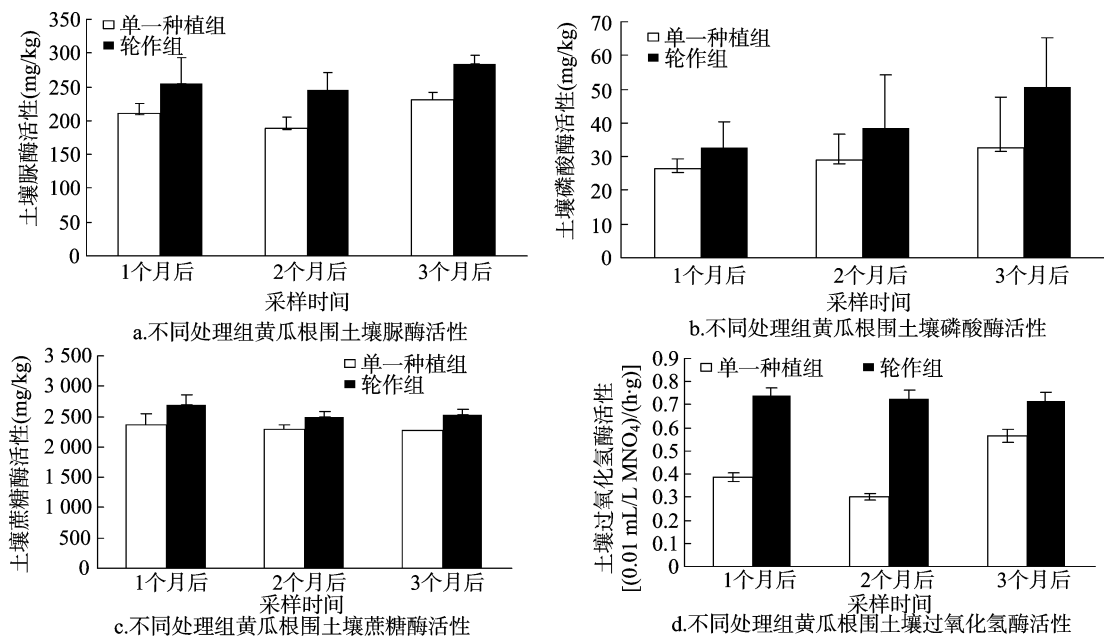 土壤脲酶活性(mg/kg)
300
250
200
150
100
350
50
0
单一种植组
轮作组
1个月后
2个月后
3个月后
采样时间
a.不同处理组黄瓜根围土壤脲酶活性
土壤磷酸酶活性(mg/kg)
70
60
50
40
30
20
10
0
单一种植组
轮作组
1个月后
2个月后
3个月后
采样时间
b.不同处理组黄瓜根围土壤磷酸酶活性
土壤蔗糖酶活性(mg/kg)
3 500
3 000
2 500
2 000
1 500
1 000
500
0
单一种植组
轮作组
1个月后
2个月后
3个月后
采样时间
c.不同处理组黄瓜根围土壤蔗糖酶活性
土壤过氧化氢酶活性
[(0.01 mL/L MNO₄)/(h·g)]
0.9
0.8
0.7
0.6
0.5
0.4
0.3
0.2
0.1
0
单一种植组
轮作组
1个月后
2个月后
3个月后
采样时间
d.不同处理组黄瓜根围土壤过氧化氢酶活性